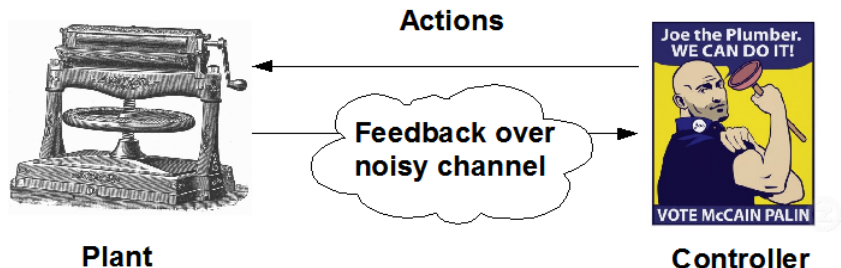 Actions
Joe the Plumber.
WE CAN DO IT!
Feedback over
noisy channel
VOTE McCAIN PALIN
Plant
Controller